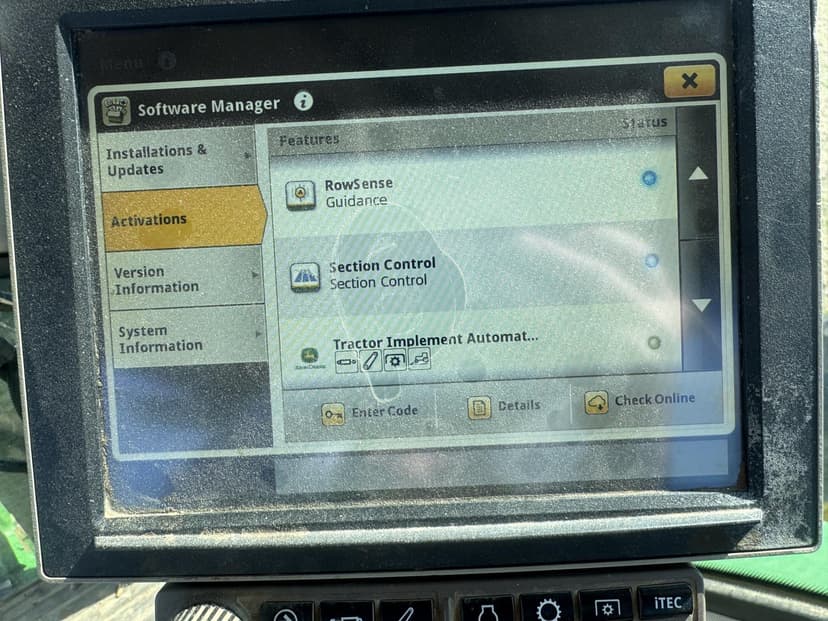 Menu
Software Manager
Installations &
Updates
Activations
Version
Information
System
Information
Features
Status
RowSense
Guidance
Section Control
Section Control
Tractor Implement Automat...
Enter Code
Details
Check Online
iTEC